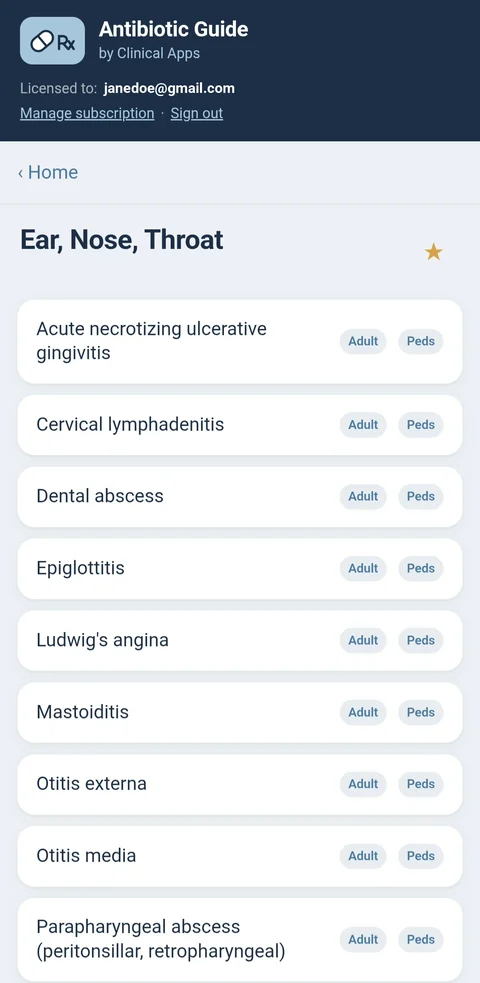 Rx
Antibiotic Guide
by Clinical Apps
Licensed to: janedoe@gmail.com
Manage subscription · Sign out
‹ Home
Ear, Nose, Throat
Acute necrotizing ulcerative
gingivitis
Adult Peds
Cervical lymphadenitis Adult Peds
Dental abscess Adult Peds
Epiglottitis Adult Peds
Ludwig's angina Adult Peds
Mastoiditis Adult Peds
Otitis externa Adult Peds
Otitis media Adult Peds
Parapharyngeal abscess
(peritonsillar, retropharyngeal)
Adult Peds